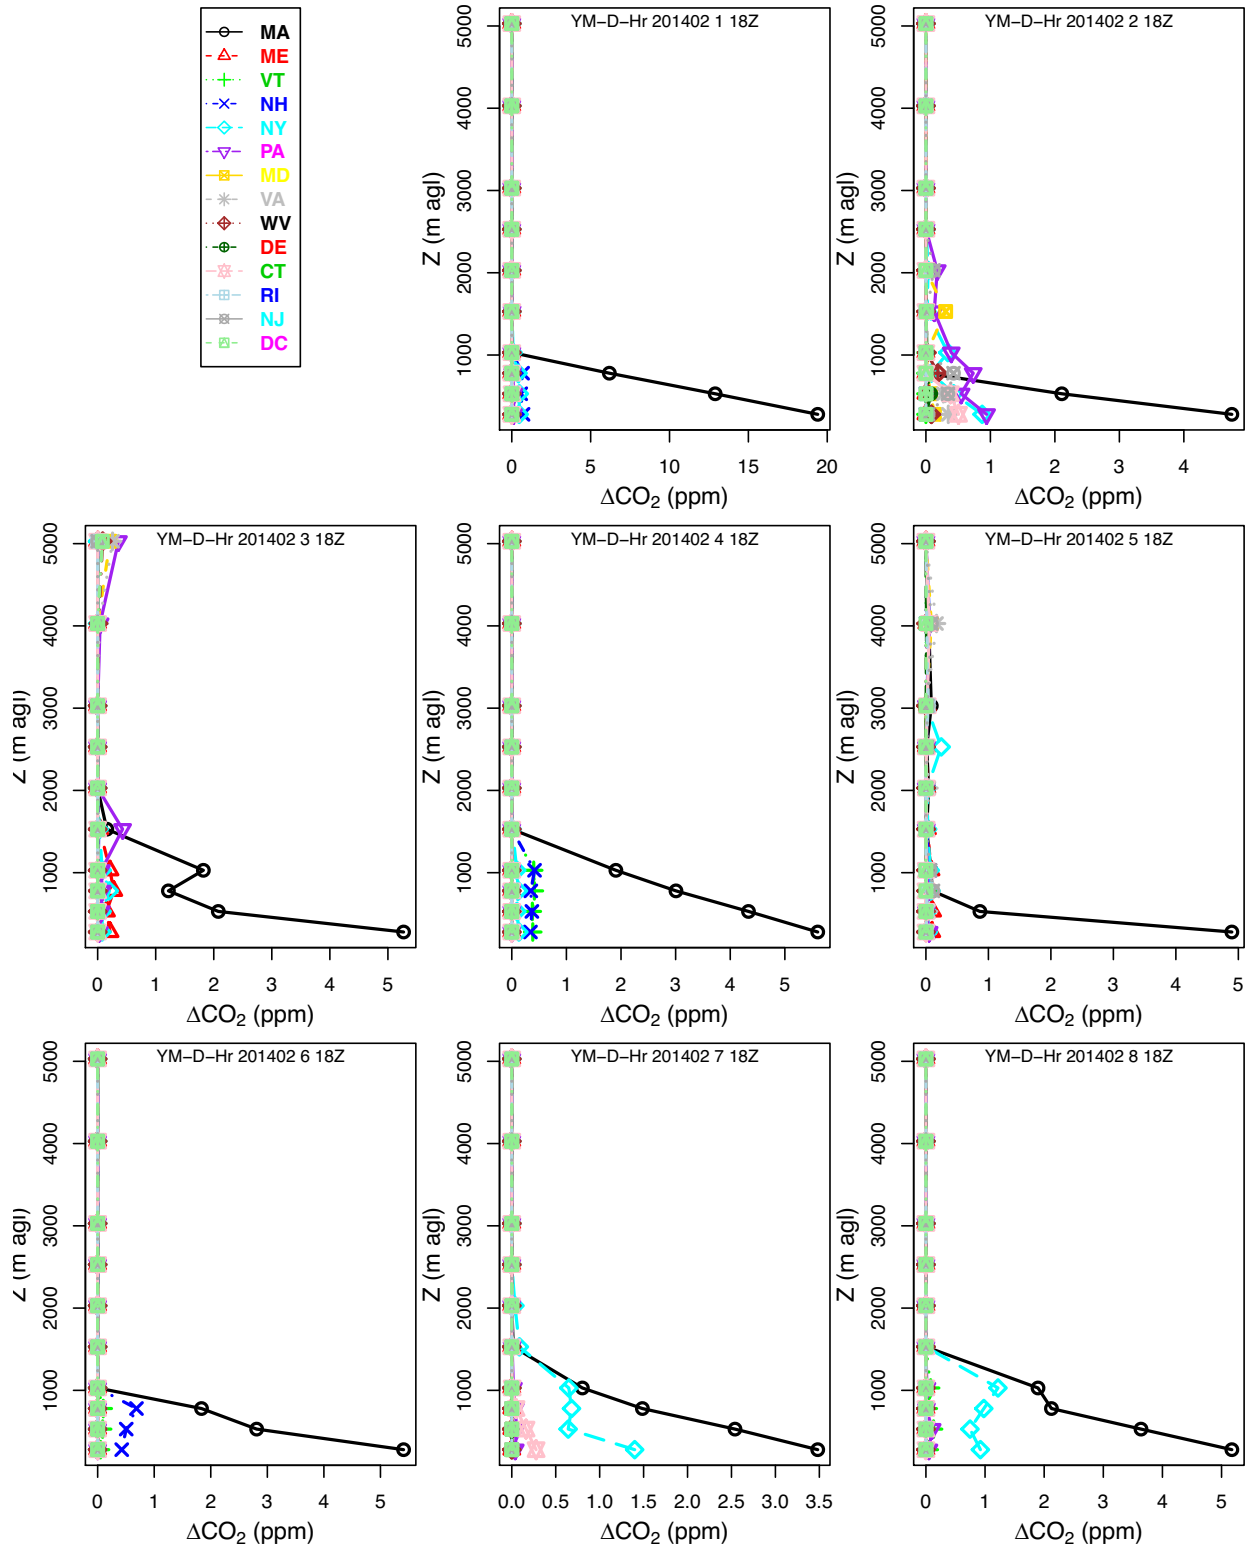 MA
ME
VT
NH
NY
PA
MD
VA
WV
DE
CT
RI
NJ
DC
YM−D−Hr 201402 1 18Z
Z (m agl)
1000 2000 3000 4000 5000
0 5 10 15 20
ΔCO2 (ppm)
YM−D−Hr 201402 2 18Z
Z (m agl)
1000 2000 3000 4000 5000
0 1 2 3 4
ΔCO2 (ppm)
YM−D−Hr 201402 3 18Z
Z (m agl)
1000 2000 3000 4000 5000
0 1 2 3 4 5
ΔCO2 (ppm)
YM−D−Hr 201402 4 18Z
Z (m agl)
1000 2000 3000 4000 5000
0 1 2 3 4 5
ΔCO2 (ppm)
YM−D−Hr 201402 5 18Z
Z (m agl)
1000 2000 3000 4000 5000
0 1 2 3 4 5
ΔCO2 (ppm)
YM−D−Hr 201402 6 18Z
Z (m agl)
1000 2000 3000 4000 5000
0 1 2 3 4 5
ΔCO2 (ppm)
YM−D−Hr 201402 7 18Z
Z (m agl)
1000 2000 3000 4000 5000
0.0 0.5 1.0 1.5 2.0 2.5 3.0 3.5
ΔCO2 (ppm)
YM−D−Hr 201402 8 18Z
Z (m agl)
1000 2000 3000 4000 5000
0 1 2 3 4 5
ΔCO2 (ppm)